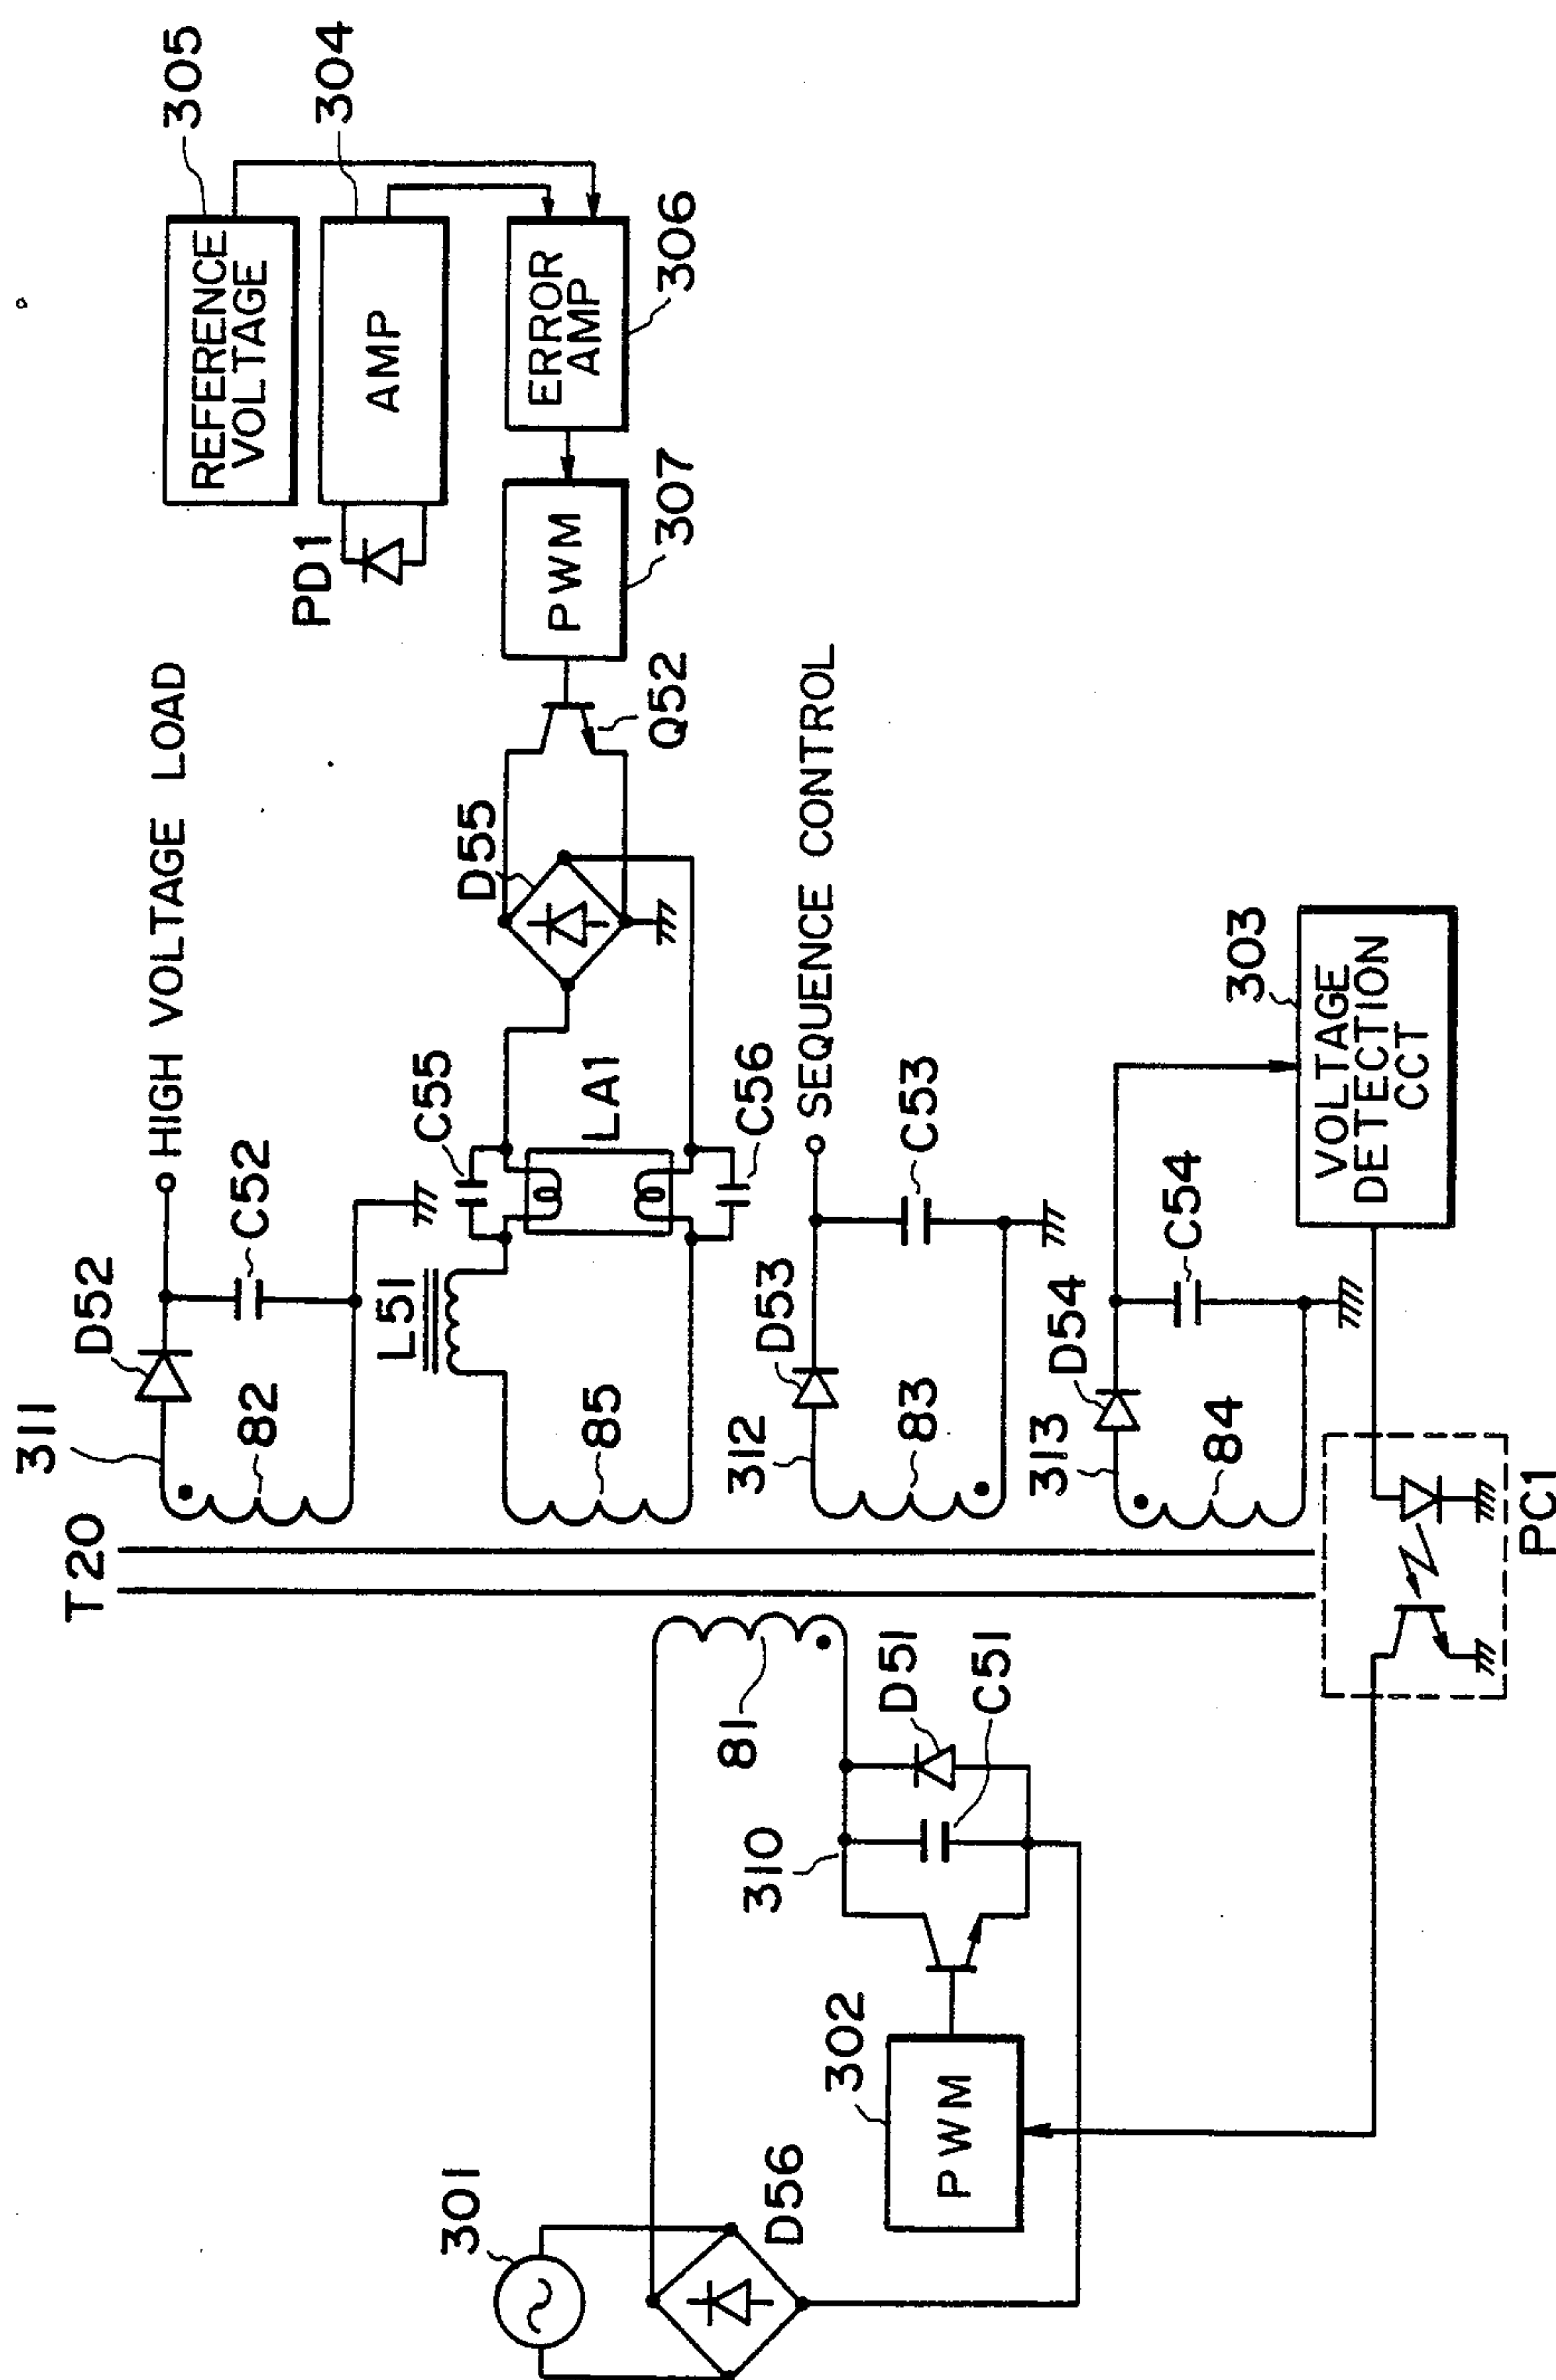 305
REFERENCE
VOLTAGE
304
AMP
PD1
ERROR
AMP
306
PWM
307
Q52
HIGH VOLTAGE LOAD
D52
C52
311
82
T20
L51
C55
LA1
C56
D55
85
SEQUENCE CONTROL
D53
C53
312
83
D54
C54
313
84
303
VOLTAGE
DETECTION
CCT
PC1
81
D51
C51
310
302
PWM
301
D56